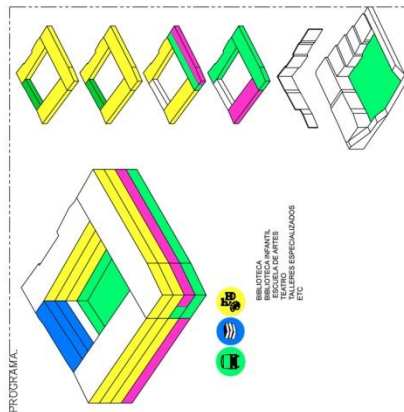 PROGRAMA.
BIBLIOTECA
BIBLIOTECA INFANTIL
ESCUELA DE ARTES
TEATRO
TALLERES ESPECIALIZADOS
ETC